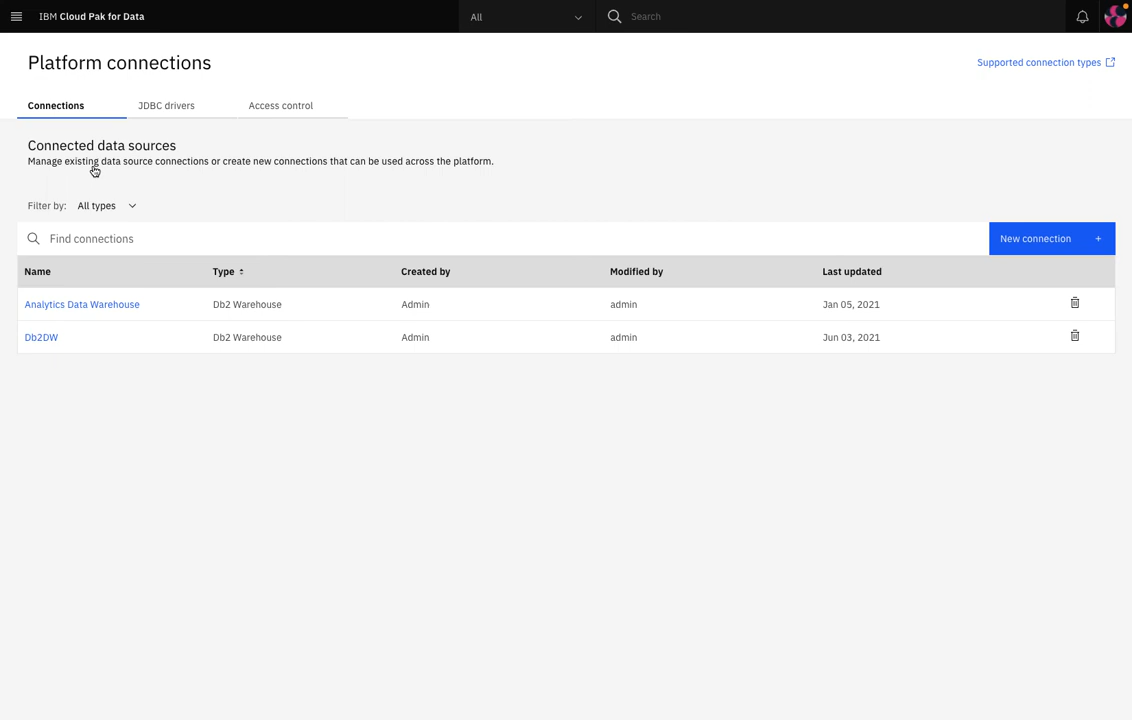 IBM Cloud Pak for Data
All
Search
Platform connections
Supported connection types
Connections
JDBC drivers
Access control
Connected data sources
Manage existing data source connections or create new connections that can be used across the platform.
Filter by: All types
Find connections
New connection +
Name Type Created by Modified by Last updated
Analytics Data Warehouse Db2 Warehouse Admin admin Jan 05, 2021
Db2DW Db2 Warehouse Admin admin Jun 03, 2021